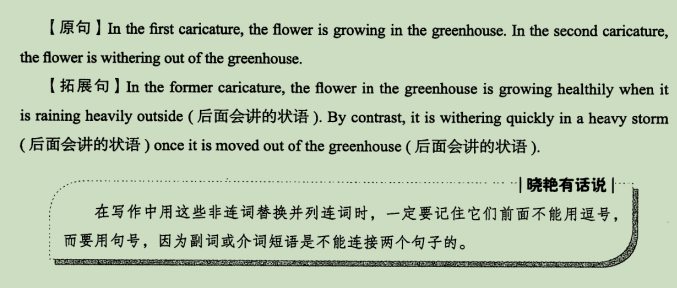 【原句】In the first caricature, the flower is growing in the greenhouse. In the second caricature,
the flower is withering out of the greenhouse.
【拓展句】In the former caricature, the flower in the greenhouse is growing healthily when it
is raining heavily outside (后面会讲的状语). By contrast, it is withering quickly in a heavy storm
(后面会讲的状语) once it is moved out of the greenhouse (后面会讲的状语).
晓艳有话说
在写作中用这些非连词替换并列连词时，一定要记住它们前面不能用逗号，
而要用句号，因为副词或介词短语是不能连接两个句子的。